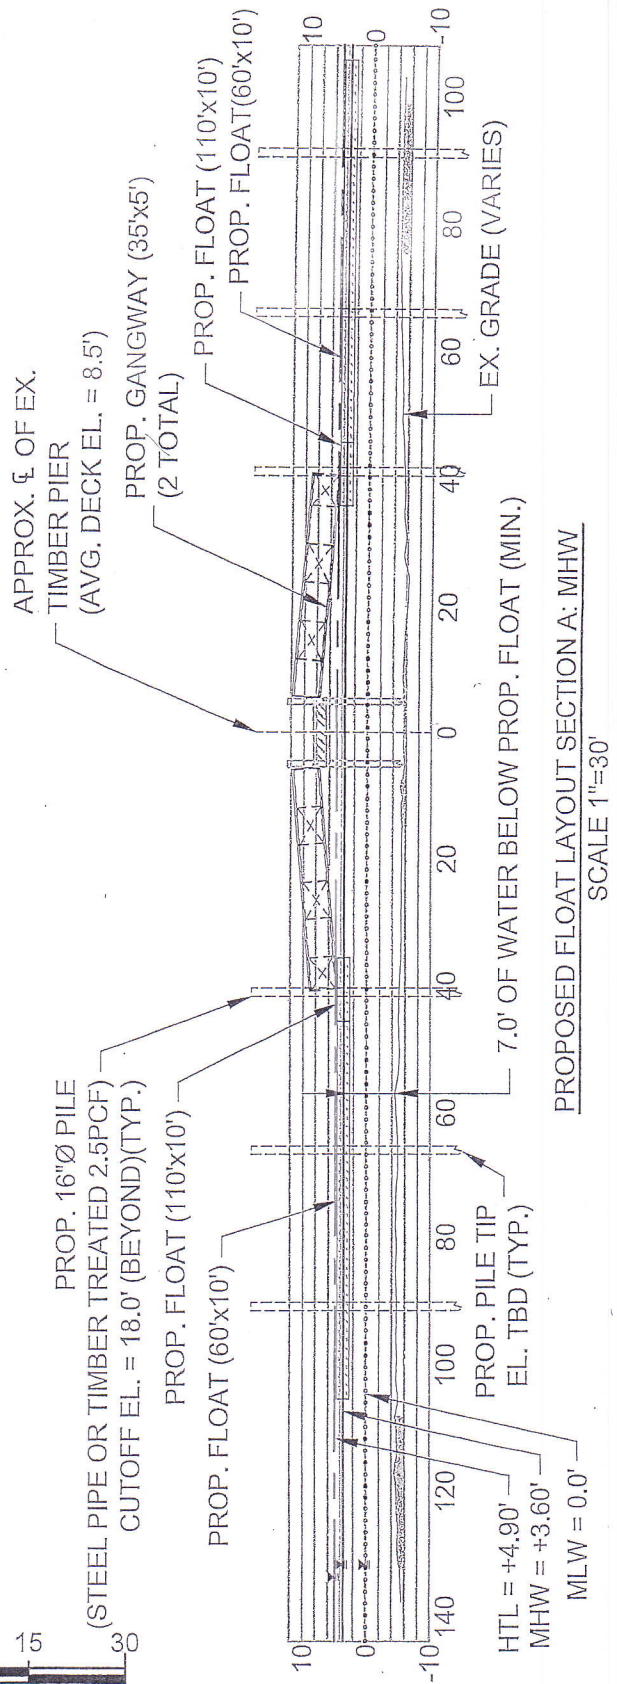 15
30
PROP. 16"Ø PILE
(STEEL PIPE OR TIMBER TREATED 2.5PCF)
CUTOFF EL. = 18.0' (BEYOND)(TYP.)
PROP. FLOAT (110'x10')
PROP. FLOAT (60'x10')
APPROX. ℄ OF EX.
TIMBER PIER
(AVG. DECK EL. = 8.5')
PROP. GANGWAY (35'x5')
(2 TOTAL)
PROP. FLOAT (110'x10')
PROP. FLOAT(60'x10')
10
0
-10
10
0
-10
140
120
100
80
60
40
20
0
20
40
60
80
100
HTL = +4.90'
MHW = +3.60'
MLW = 0.0'
PROP. PILE TIP
EL. TBD (TYP.)
7.0' OF WATER BELOW PROP. FLOAT (MIN.)
EX. GRADE (VARIES)
PROPOSED FLOAT LAYOUT SECTION A: MHW
SCALE 1"=30'